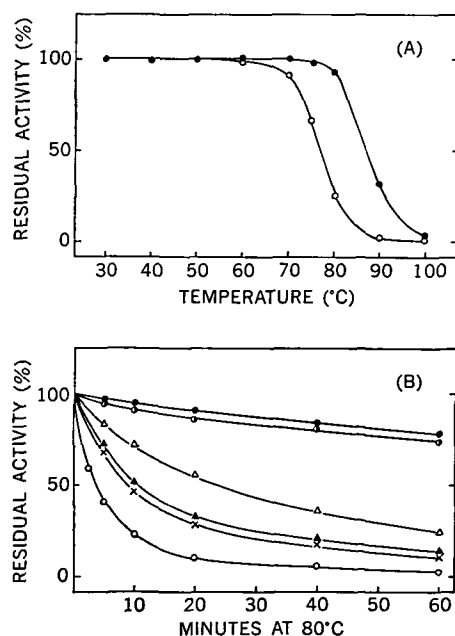 (A)
RESIDUAL ACTIVITY (%)
100
50
0
30 40 50 60 70 80 90 100
TEMPERATURE (°C)
(B)
RESIDUAL ACTIVITY (%)
100
50
0
10 20 30 40 50 60
MINUTES AT 80°C